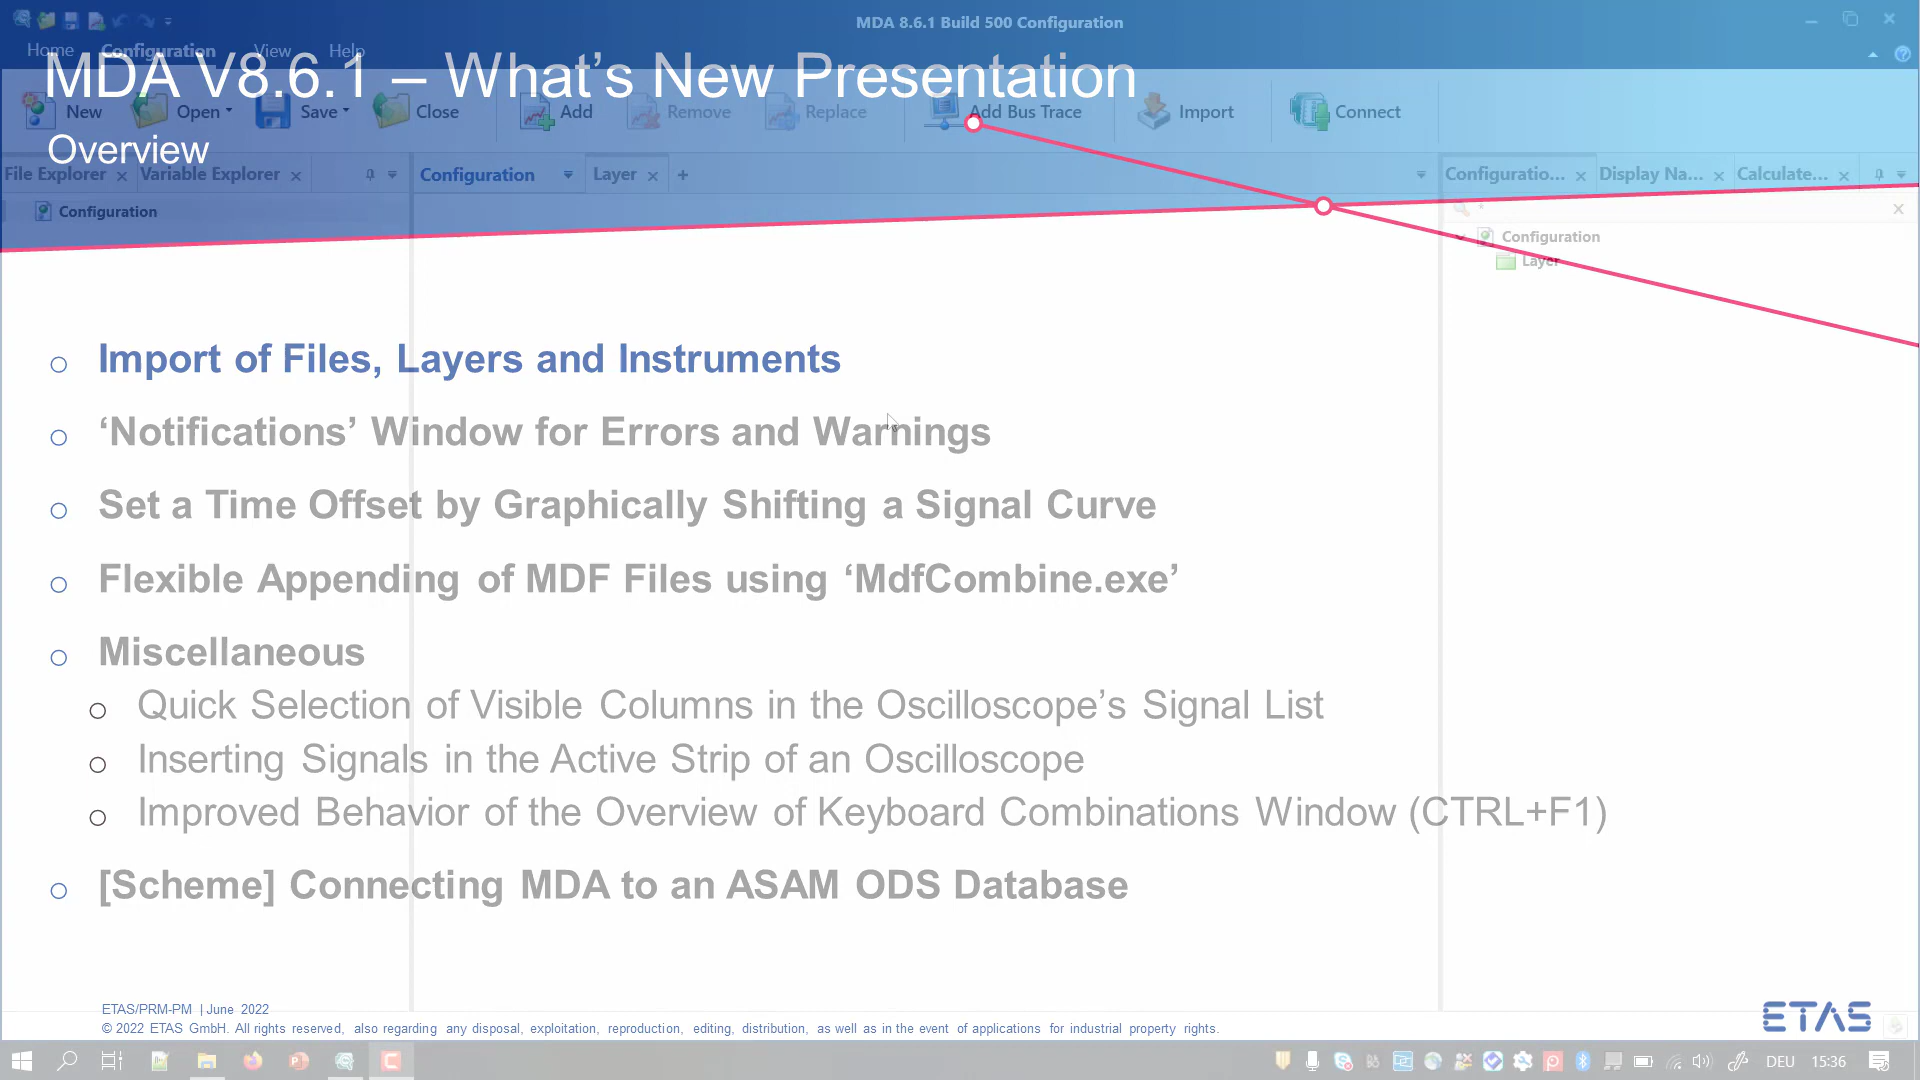 MDA 8.6.1 Build 500 Configuration
Home Configuration View Help
MDA V8.6.1 – What’s New Presentation
New Open Save Close Add Remove Replace Add Bus Trace Import Connect
Overview
File Explorer Variable Explorer Configuration Layer + Configuratio... Display Na... Calculate...
Configuration
Configuration
Layer
Import of Files, Layers and Instruments
‘Notifications’ Window for Errors and Warnings
Set a Time Offset by Graphically Shifting a Signal Curve
Flexible Appending of MDF Files using ‘MdfCombine.exe’
Miscellaneous
Quick Selection of Visible Columns in the Oscilloscope’s Signal List
Inserting Signals in the Active Strip of an Oscilloscope
Improved Behavior of the Overview of Keyboard Combinations Window (CTRL+F1)
[Scheme] Connecting MDA to an ASAM ODS Database
ETAS/PRM-PM | June 2022
© 2022 ETAS GmbH. All rights reserved, also regarding any disposal, exploitation, reproduction, editing, distribution, as well as in the event of applications for industrial property rights.
ETAS
DEU 15:36